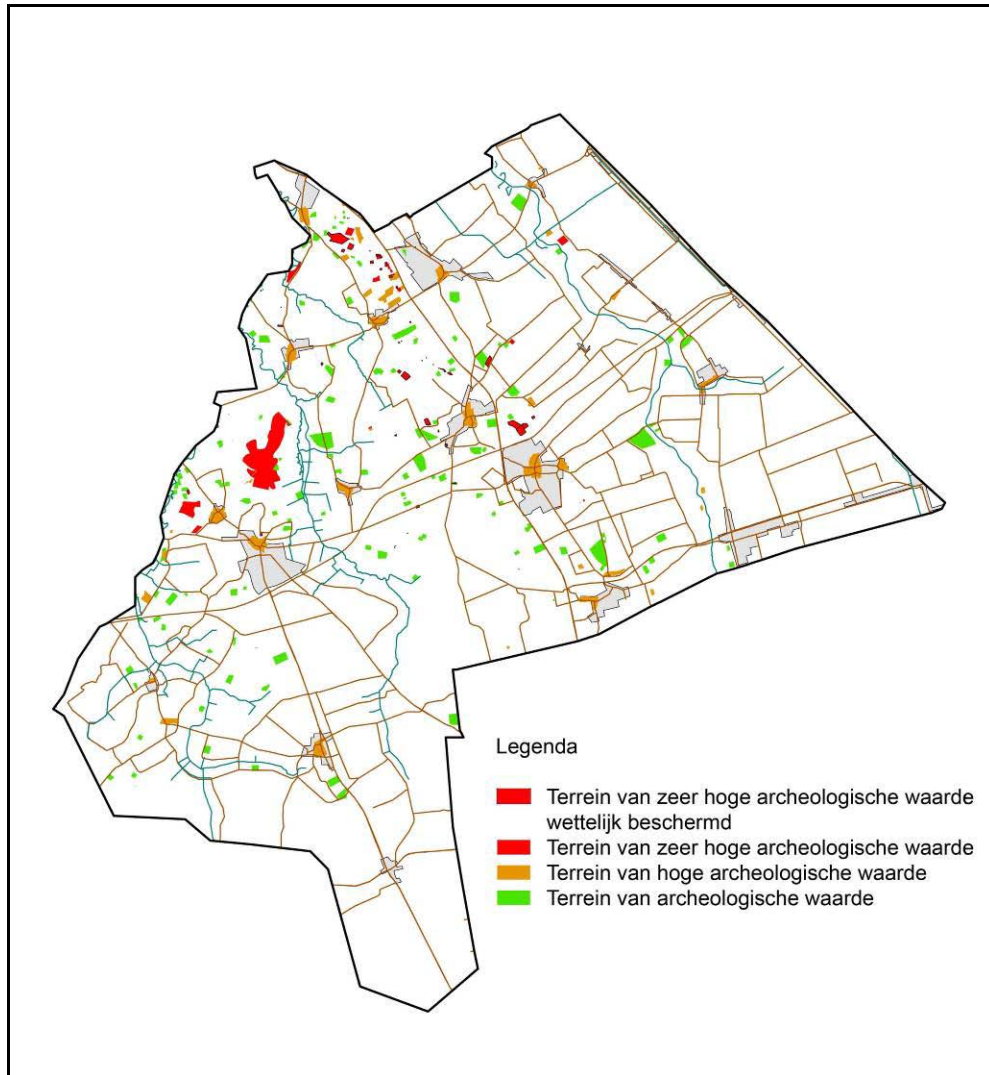 Legenda
Terrein van zeer hoge archeologische waarde
wettelijk beschermd
Terrein van zeer hoge archeologische waarde
Terrein van hoge archeologische waarde
Terrein van archeologische waarde